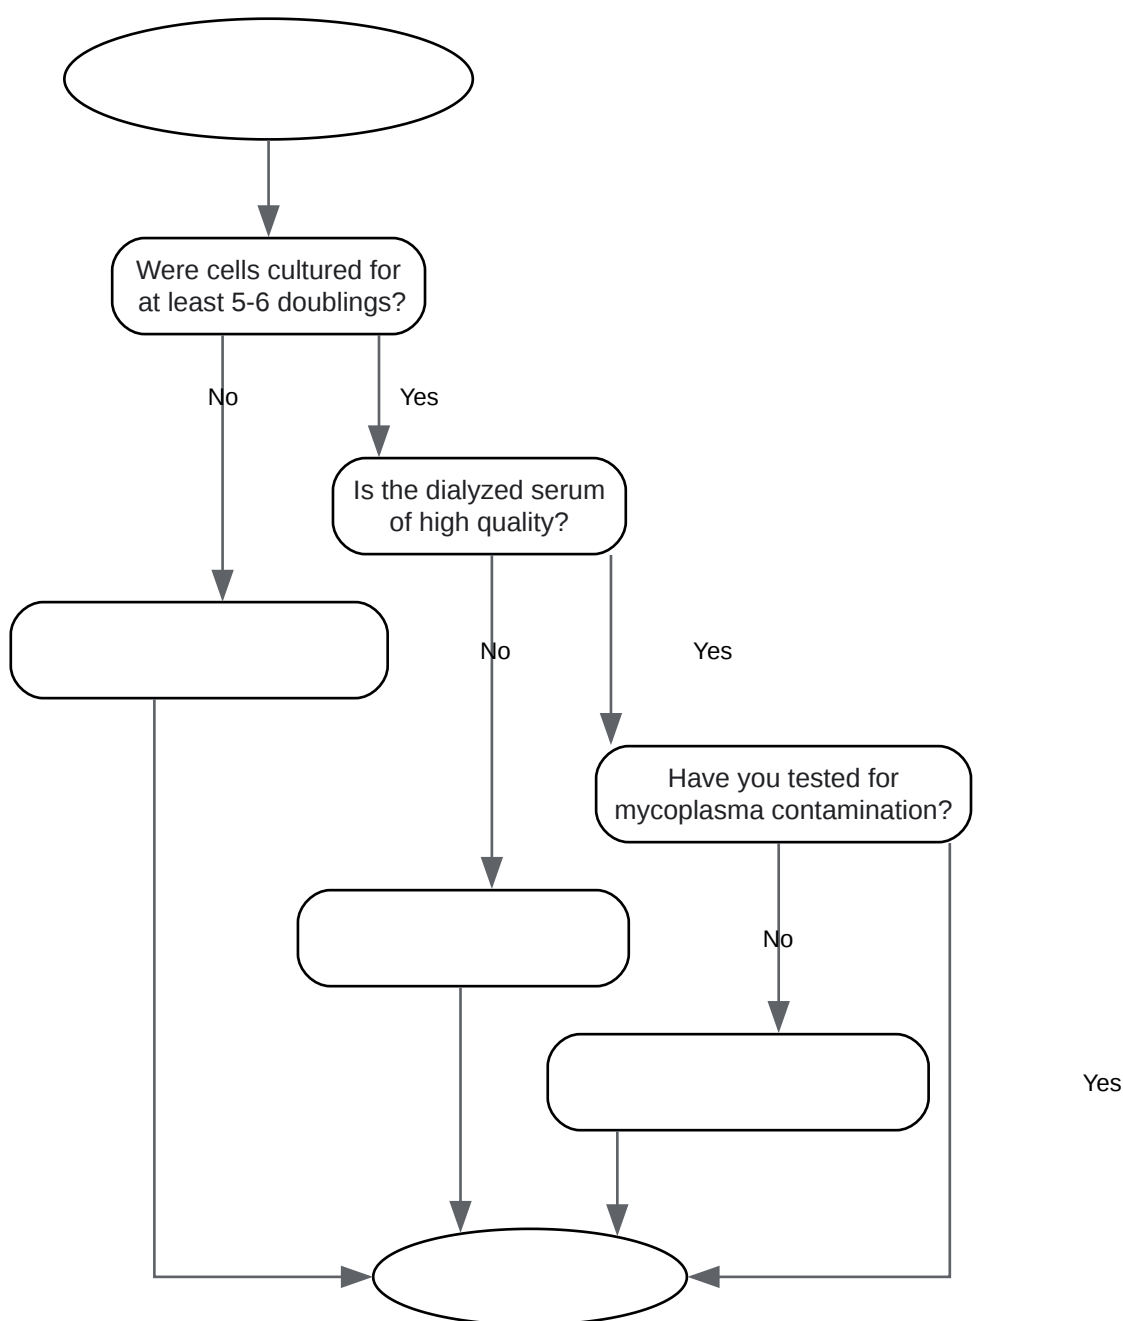 Were cells cultured for
at least 5-6 doublings?
No
Yes
Is the dialyzed serum
of high quality?
No
Yes
Have you tested for
mycoplasma contamination?
No
Yes